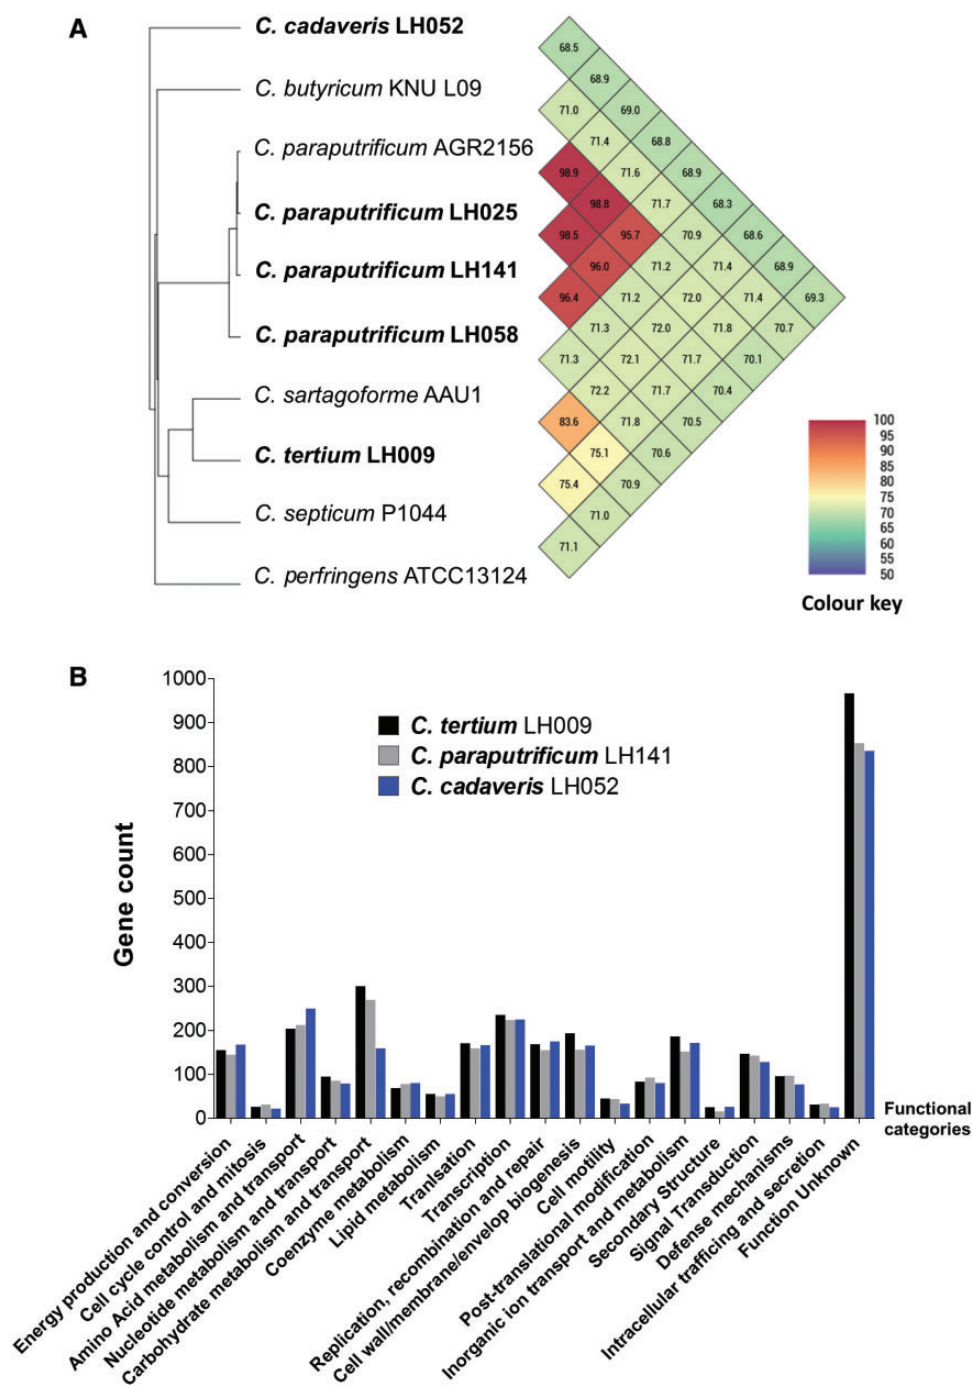 A
C. cadaveris LH052
C. butyricum KNU L09
C. paraputrificum AGR2156
C. paraputrificum LH025
C. paraputrificum LH141
C. paraputrificum LH058
C. sartagoforme AAU1
C. tertium LH009
C. septicum P1044
C. perfringens ATCC13124
68.5
68.9
71.0 69.0
71.4 68.8
98.9 71.6 68.9
98.8 71.7 68.3
98.5 95.7 70.9 68.6
96.0 71.2 71.4 68.9
96.4 71.2 72.0 71.4 69.3
71.3 72.0 71.8 70.7
71.3 72.1 71.7 70.1
72.2 71.7 70.4
83.6 71.8 70.5
75.1 70.6
75.4 70.9
71.0
71.1
100
95
90
85
80
75
70
65
60
55
50
Colour key
B
Gene count
1000
900
800
700
600
500
400
300
200
100
0
C. tertium LH009
C. paraputrificum LH141
C. cadaveris LH052
Functional
categories
Energy production and conversion
Cell cycle control and mitosis
Amino Acid metabolism and transport
Nucleotide metabolism and transport
Carbohydrate metabolism and transport
Coenzyme metabolism
Lipid metabolism
Tranlsation
Transcription
Replication, recombination and repair
Cell wall/membrane/envelop biogenesis
Cell motility
Post-translational modification
Inorganic ion transport and metabolism
Secondary Structure
Signal Transduction
Defense mechanisms
Intracellular trafficing and secretion
Function Unknown